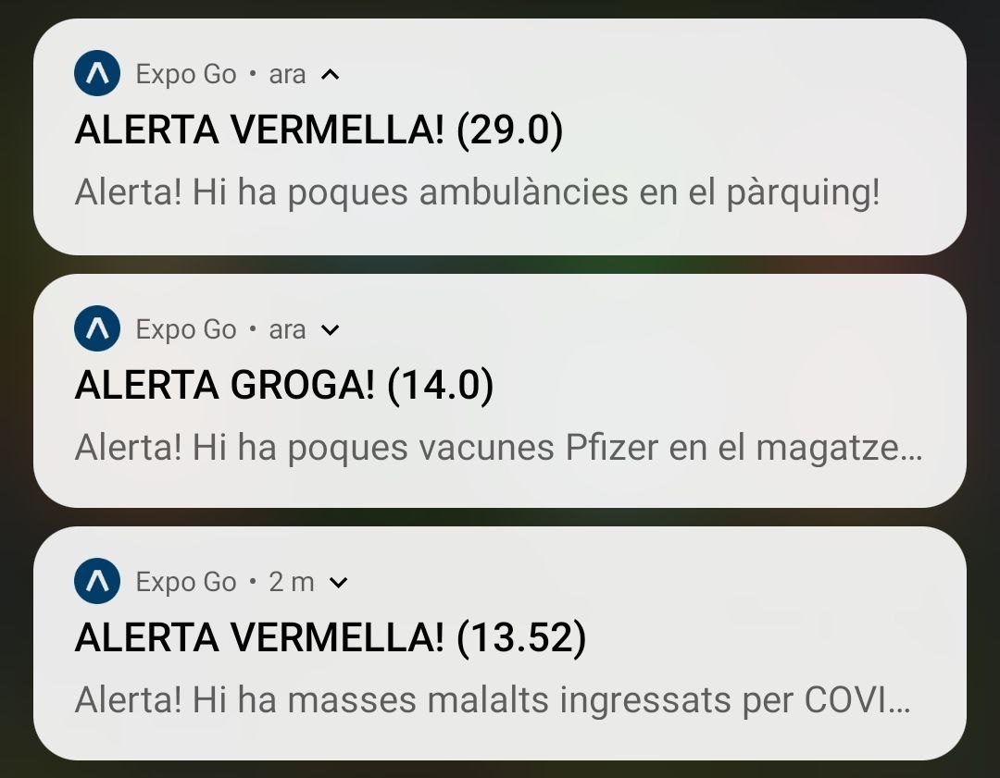 Expo Go • ara
ALERTA VERMELLA! (29.0)
Alerta! Hi ha poques ambulàncies en el pàrquing!
Expo Go • ara
ALERTA GROGA! (14.0)
Alerta! Hi ha poques vacunes Pfizer en el magatze...
Expo Go • 2 m
ALERTA VERMELLA! (13.52)
Alerta! Hi ha masses malalts ingressats per COVI...